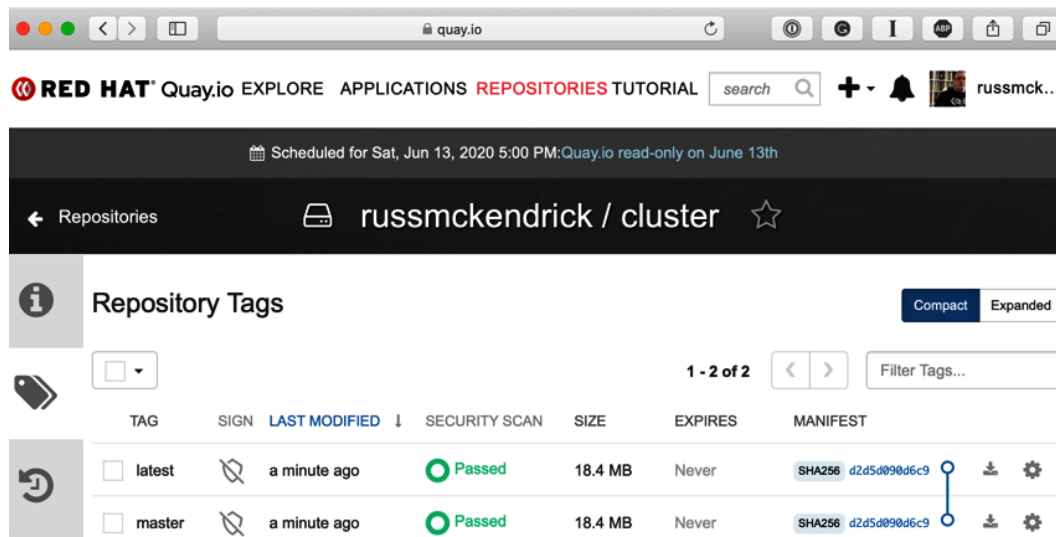 quay.io
RED HAT® Quay.io EXPLORE APPLICATIONS REPOSITORIES TUTORIAL search russmck...
Scheduled for Sat, Jun 13, 2020 5:00 PM:Quay.io read-only on June 13th
Repositories russmckendrick / cluster
Repository Tags Compact Expanded
1 - 2 of 2 Filter Tags...
TAG SIGN LAST MODIFIED ↓ SECURITY SCAN SIZE EXPIRES MANIFEST
latest a minute ago Passed 18.4 MB Never SHA256 d2d5d090d6c9
master a minute ago Passed 18.4 MB Never SHA256 d2d5d090d6c9